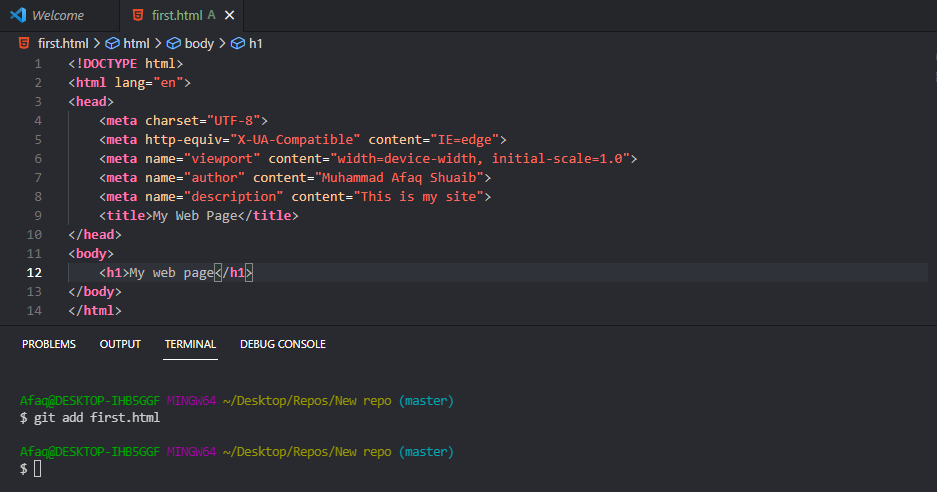 Welcome
first.html A
first.html > html > body > h1
1 <!DOCTYPE html>
2 <html lang="en">
3 <head>
4 <meta charset="UTF-8">
5 <meta http-equiv="X-UA-Compatible" content="IE=edge">
6 <meta name="viewport" content="width=device-width, initial-scale=1.0">
7 <meta name="author" content="Muhammad Afaq Shuaib">
8 <meta name="description" content="This is my site">
9 <title>My Web Page</title>
10 </head>
11 <body>
12 <h1>My web page</h1>
13 </body>
14 </html>
PROBLEMS OUTPUT TERMINAL DEBUG CONSOLE
Afaq@DESKTOP-IHB5GGF MINGW64 ~/Desktop/Repos/New repo (master)
$ git add first.html
Afaq@DESKTOP-IHB5GGF MINGW64 ~/Desktop/Repos/New repo (master)
$